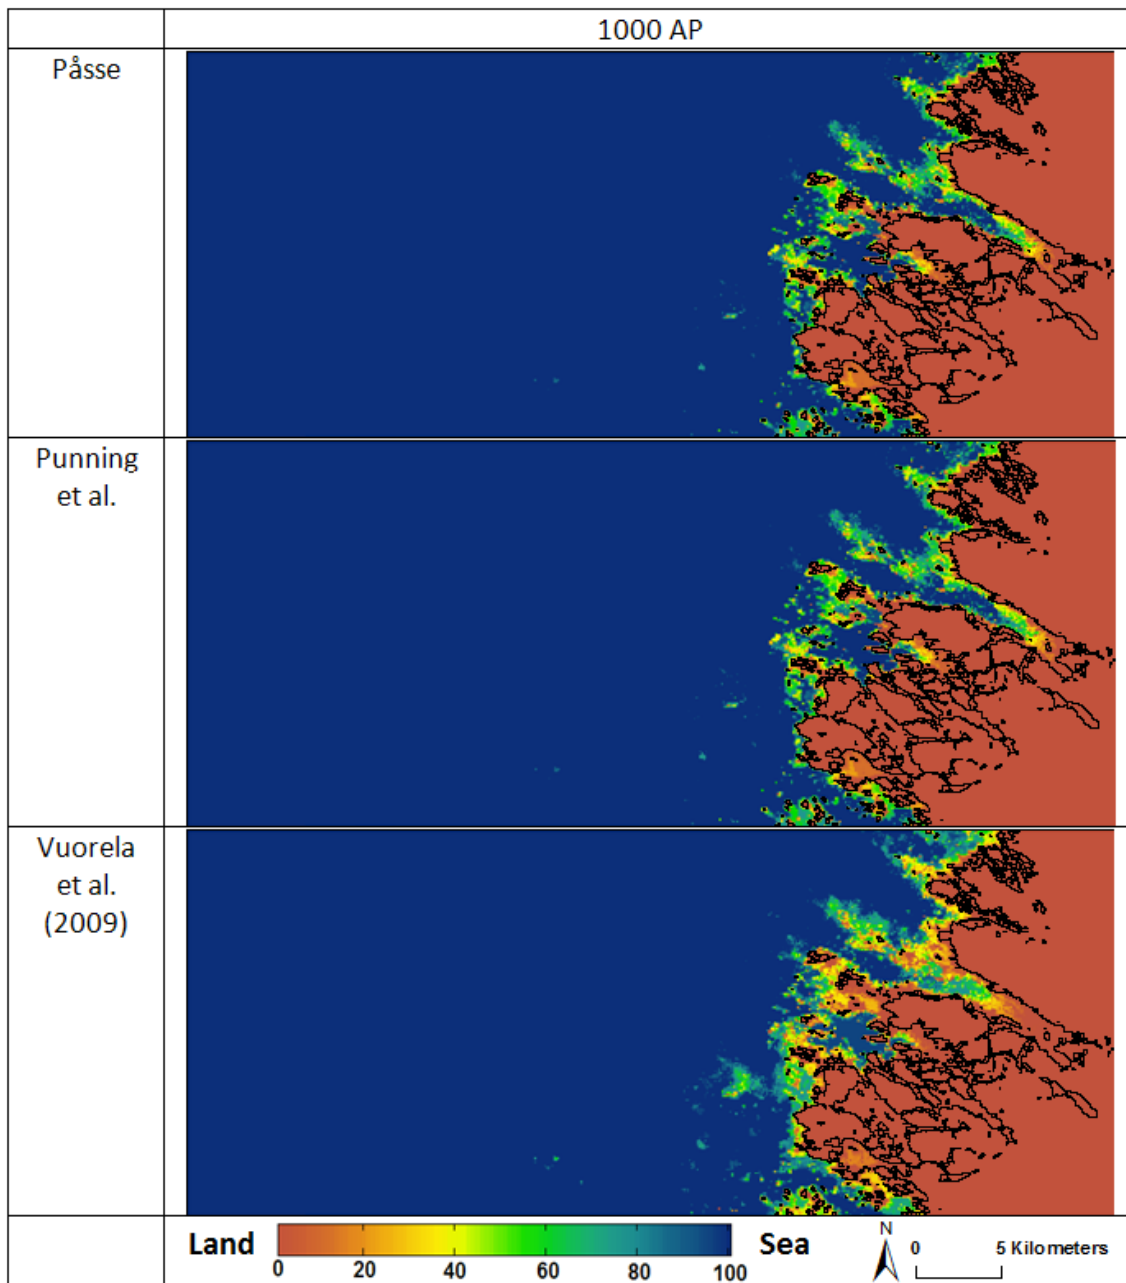 1000 AP
Påsse
Punning
et al.
Vuorela
et al.
(2009)
Land
Sea
N
0 5 Kilometers
0 20 40 60 80 100